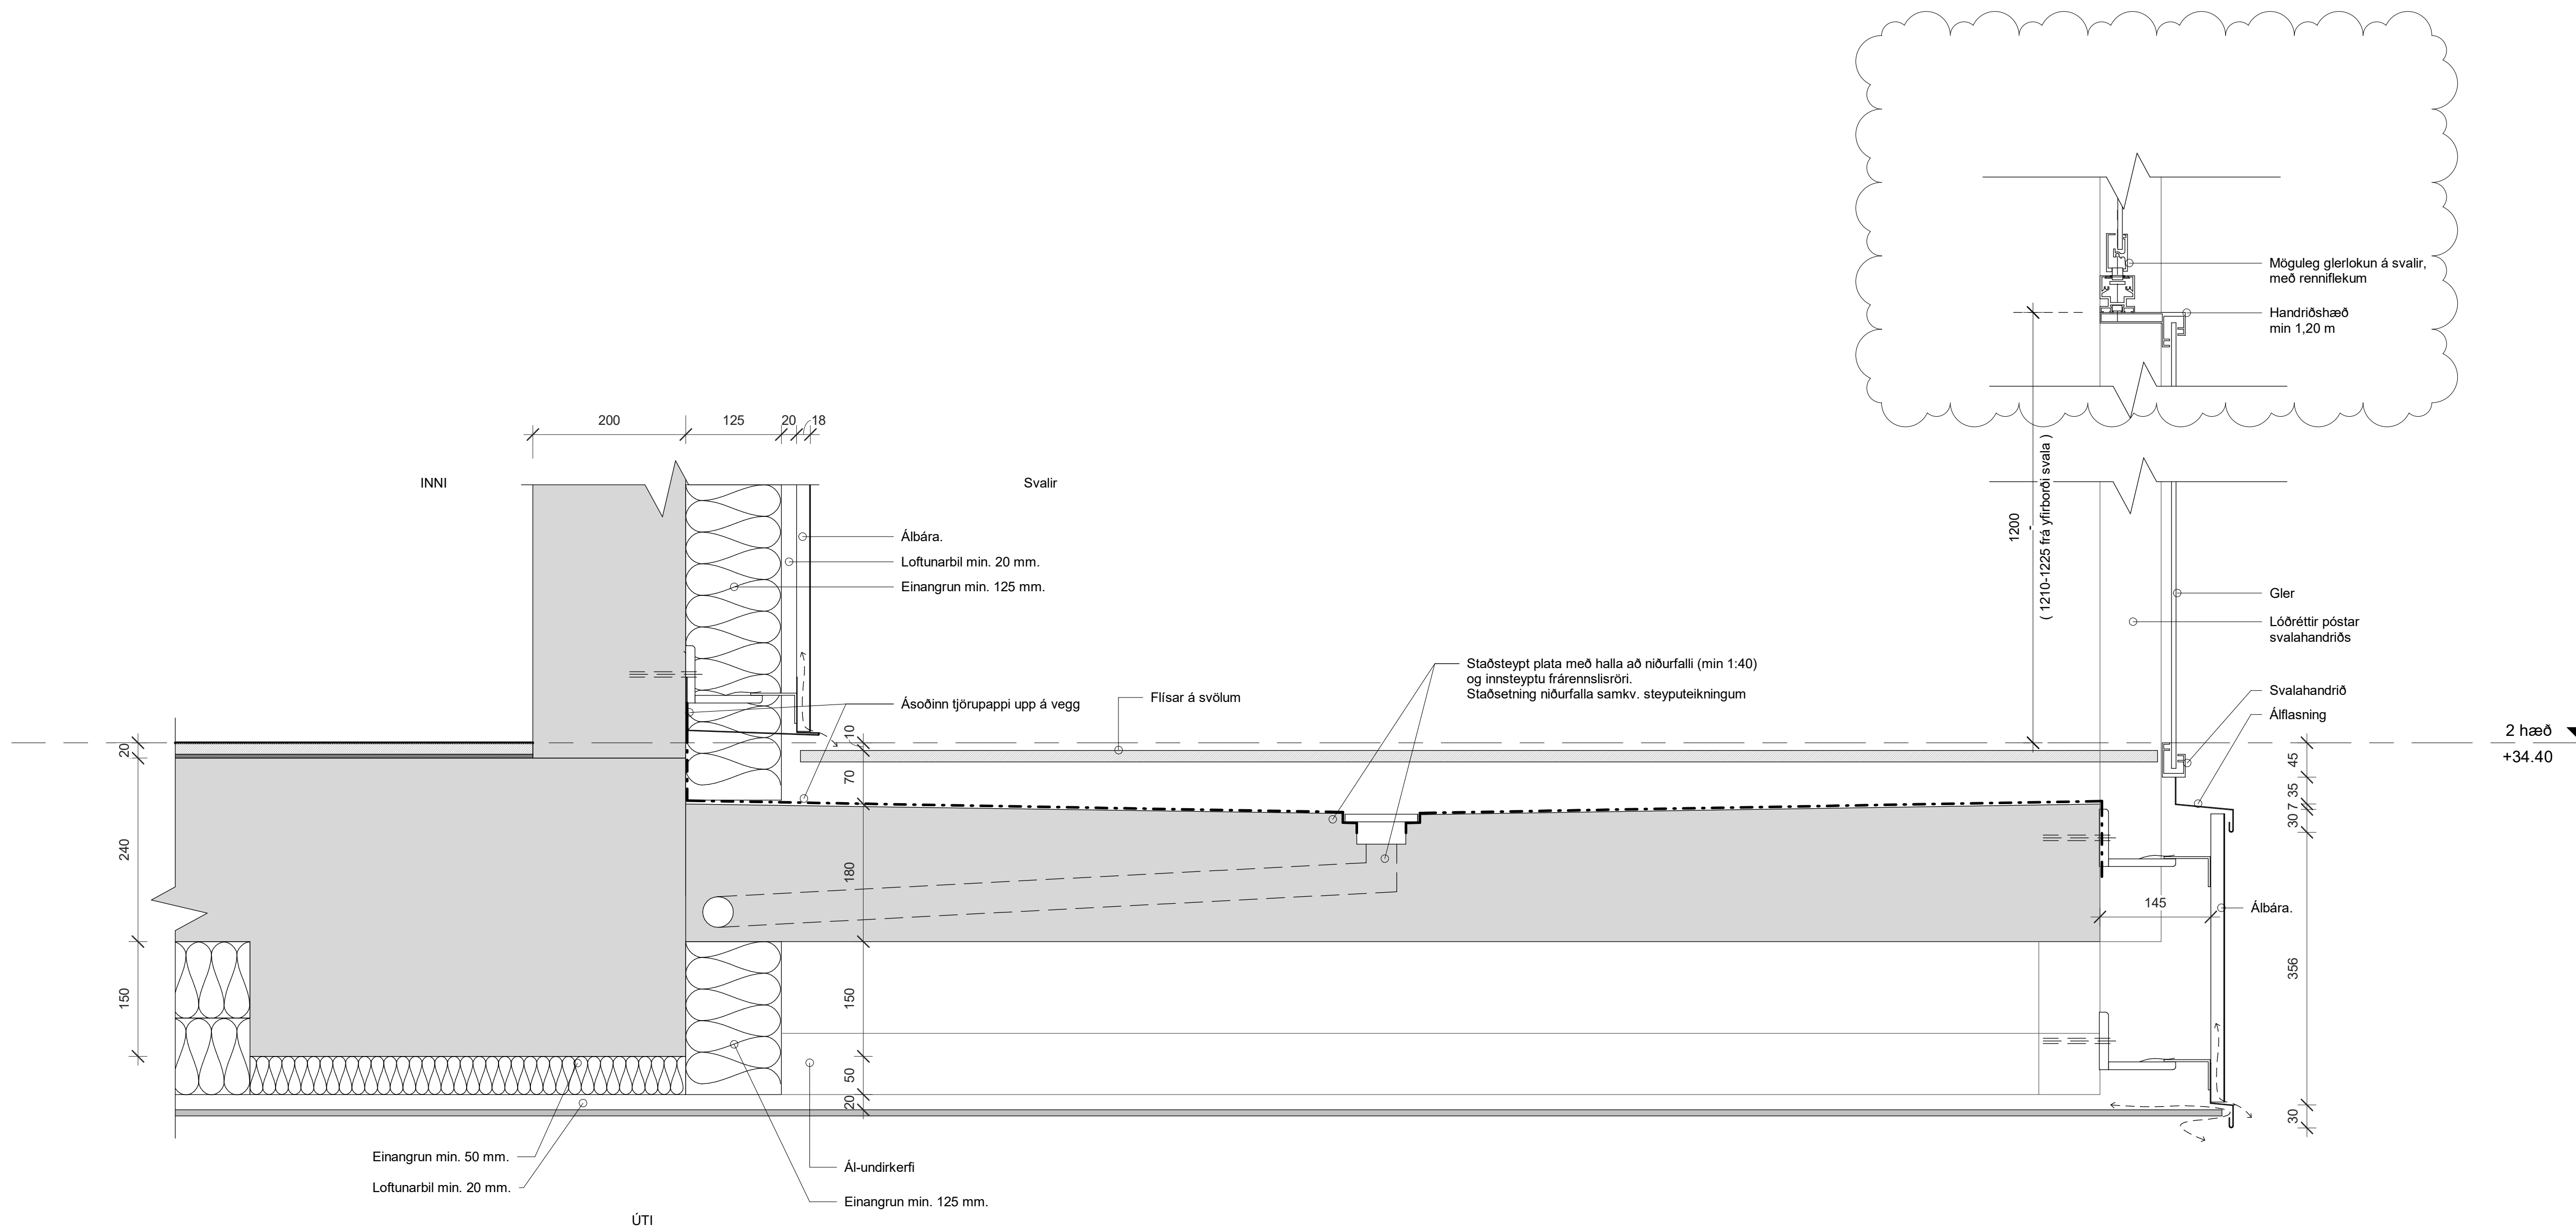 Möguleg glerlokun á svalir,
með renniflekum
Handriðshæð
min 1,20 m
200
125
20
18
INNI
Svalir
Álbára.
Loftunarbil min. 20 mm.
Einangrun min. 125 mm.
1200
( 1210-1225 frá yfirborði svala )
Gler
Lóðréttir póstar
svalahandriðs
Staðsteypt plata með halla að niðurfalli (min 1:40)
og innsteyptu frárennslisröri.
Staðsetning niðurfalla samkv. steyputeikningum
Flísar á svölum
Ásoðinn tjörupappi upp á vegg
Svalahandrið
Álflasning
2 hæð
+34.40
20
240
150
10
70
180
150
50
20
45
35
7
30
356
30
145
Álbára.
Einangrun min. 50 mm.
Loftunarbil min. 20 mm.
Ál-undirkerfi
Einangrun min. 125 mm.
ÚTI